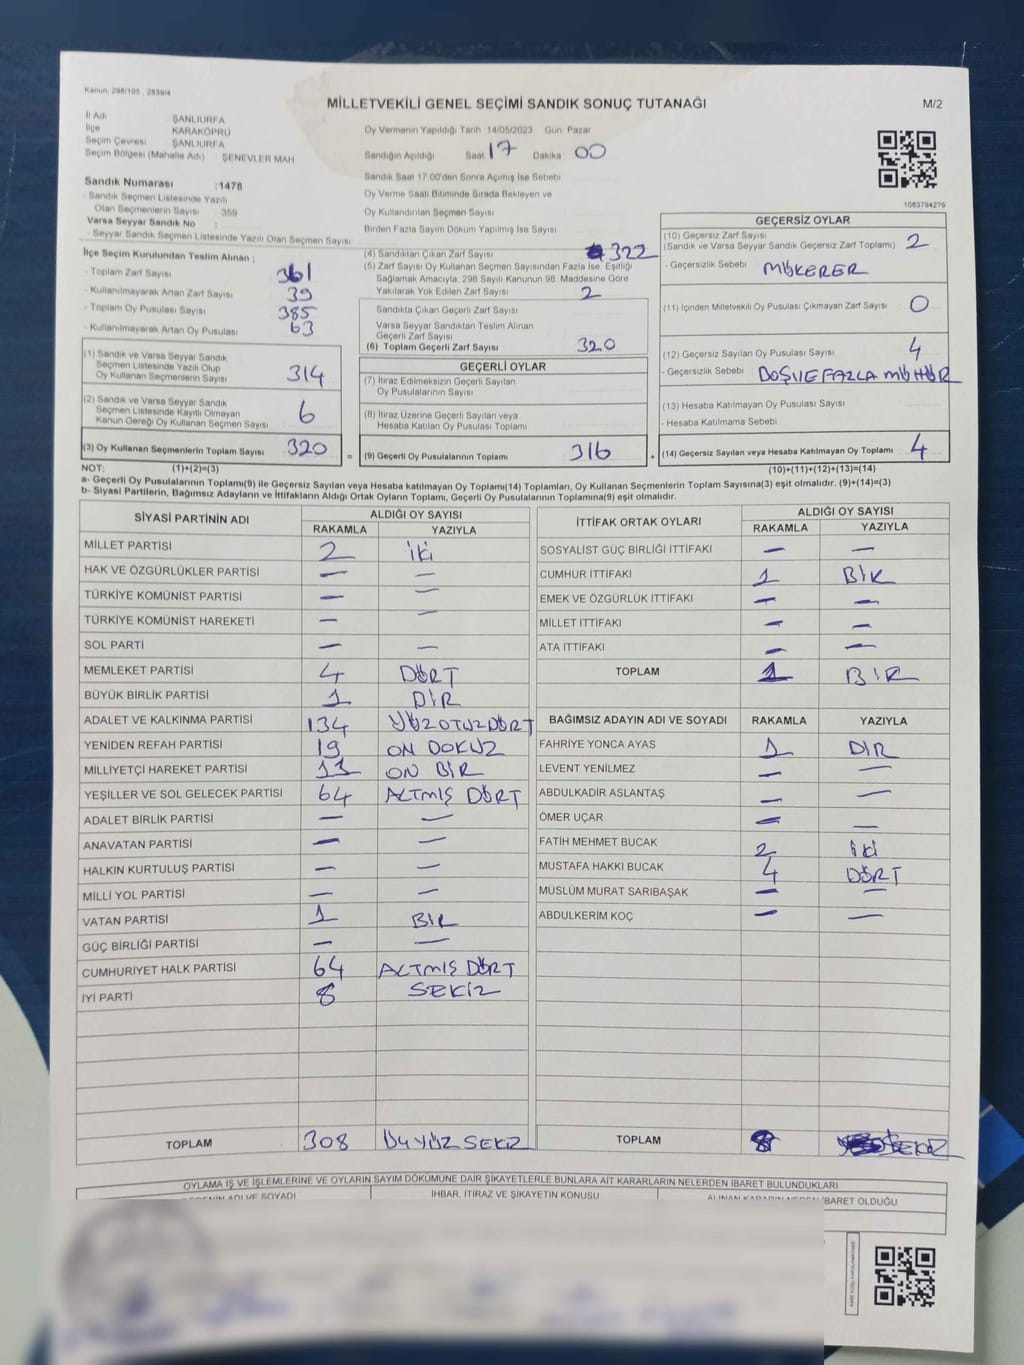 Kanun: 298/105 , 2839/4
MİLLETVEKİLİ GENEL SEÇİMİ SANDIK SONUÇ TUTANAĞI
M/2
İl Adı ŞANLIURFA
İlçe KARAKÖPRÜ
Seçim Çevresi ŞANLIURFA
Seçim Bölgesi (Mahalle Adı) ŞENEVLER MAH
Oy Vermenin Yapıldığı Tarih 14/05/2023 Gün Pazar
Sandığın Açıldığı Saat 17 Dakika 00
Sandık Saat 17.00'den Sonra Açılmış İse Sebebi
Oy Verme Saati Bitiminde Sırada Bekleyen ve
Oy Kullandırılan Seçmen Sayısı
Birden Fazla Sayım Döküm Yapılmış İse Sayısı
1083794279
Sandık Numarası :1478
- Sandık Seçmen Listesinde Yazılı
Olan Seçmenlerin Sayısı : 359
Varsa Seyyar Sandık No :
- Seyyar Sandık Seçmen Listesinde Yazılı Olan Seçmen Sayısı
İlçe Seçim Kurulundan Teslim Alınan ;
- Toplam Zarf Sayısı 361
- Kullanılmayarak Artan Zarf Sayısı 39
- Toplam Oy Pusulası Sayısı 385
- Kullanılmayarak Artan Oy Pusulası 63
(1) Sandık ve Varsa Seyyar Sandık
Seçmen Listesinde Yazılı Olup
Oy Kullanan Seçmenlerin Sayısı 314
(2) Sandık ve Varsa Seyyar Sandık
Seçmen Listesinde Kayıtlı Olmayan
Kanun Gereği Oy Kullanan Seçmen Sayısı 6
(3) Oy Kullanan Seçmenlerin Toplam Sayısı 320 =
(4) Sandıktan Çıkan Zarf Sayısı 322
(5) Zarf Sayısı Oy Kullanan Seçmen Sayısından Fazla İse, Eşitliği
Sağlamak Amacıyla; 298 Sayılı Kanunun 98. Maddesine Göre
Yakılarak Yok Edilen Zarf Sayısı 2
Sandıkta Çıkan Geçerli Zarf Sayısı
Varsa Seyyar Sandıktan Teslim Alınan
Geçerli Zarf Sayısı
(6) Toplam Geçerli Zarf Sayısı 320
GEÇERLİ OYLAR
(7) İtiraz Edilmeksizin Geçerli Sayılan
Oy Pusulalarının Sayısı
(8) İtiraz Üzerine Geçerli Sayılan veya
Hesaba Katılan Oy Pusulası Toplamı
(9) Geçerli Oy Pusulalarının Toplamı 316 +
GEÇERSİZ OYLAR
(10) Geçersiz Zarf Sayısı
(Sandık ve Varsa Seyyar Sandık Geçersiz Zarf Toplamı) 2
- Geçersizlik Sebebi MÜKERER
(11) İçinden Milletvekili Oy Pusulası Çıkmayan Zarf Sayısı 0
(12) Geçersiz Sayılan Oy Pusulası Sayısı 4
- Geçersizlik Sebebi BOŞ VE FAZLA MÜHÜR
(13) Hesaba Katılmayan Oy Pusulası Sayısı
- Hesaba Katılmama Sebebi
(14) Geçersiz Sayılan veya Hesaba Katılmayan Oy Toplamı 4
NOT: (1)+(2)=(3) (10)+(11)+(12)+(13)=(14)
a- Geçerli Oy Pusulalarının Toplamı(9) ile Geçersiz Sayılan veya Hesaba katılmayan Oy Toplamı(14) Toplamları, Oy Kullanan Seçmenlerin Toplam Sayısına(3) eşit olmalıdır. (9)+(14)=(3)
b- Siyasi Partilerin, Bağımsız Adayların ve İttifakların Aldığı Ortak Oyların Toplamı, Geçerli Oy Pusulalarının Toplamına(9) eşit olmalıdır.
SİYASİ PARTİNİN ADI ALDIĞI OY SAYISI
RAKAMLA YAZIYLA
MİLLET PARTİSİ 2 İKİ
HAK VE ÖZGÜRLÜKLER PARTİSİ — —
TÜRKİYE KOMÜNİST PARTİSİ — —
TÜRKİYE KOMÜNİST HAREKETİ — —
SOL PARTİ — —
MEMLEKET PARTİSİ 4 DÖRT
BÜYÜK BİRLİK PARTİSİ 1 BİR
ADALET VE KALKINMA PARTİSİ 134 YÜZOTUZDÖRT
YENİDEN REFAH PARTİSİ 19 ON DOKUZ
MİLLİYETÇİ HAREKET PARTİSİ 11 ON BİR
YEŞİLLER VE SOL GELECEK PARTİSİ 64 ALTMIŞ DÖRT
ADALET BİRLİK PARTİSİ — —
ANAVATAN PARTİSİ — —
HALKIN KURTULUŞ PARTİSİ — —
MİLLİ YOL PARTİSİ — —
VATAN PARTİSİ 1 BİR
GÜÇ BİRLİĞİ PARTİSİ — —
CUMHURİYET HALK PARTİSİ 64 ALTMIŞ DÖRT
İYİ PARTİ 8 SEKİZ
TOPLAM 308 ÜÇ YÜZ SEKİZ
İTTİFAK ORTAK OYLARI ALDIĞI OY SAYISI
RAKAMLA YAZIYLA
SOSYALİST GÜÇ BİRLİĞİ İTTİFAKI — —
CUMHUR İTTİFAKI 1 BİR
EMEK VE ÖZGÜRLÜK İTTİFAKI — —
MİLLET İTTİFAKI — —
ATA İTTİFAKI — —
TOPLAM 1 BİR
BAĞIMSIZ ADAYIN ADI VE SOYADI RAKAMLA YAZIYLA
FAHRİYE YONCA AYAS 1 BİR
LEVENT YENİLMEZ — —
ABDULKADİR ASLANTAŞ — —
ÖMER UÇAR — —
FATİH MEHMET BUCAK 2 İKİ
MUSTAFA HAKKI BUCAK 4 DÖRT
MÜSLÜM MURAT SARIBAŞAK — —
ABDULKERİM KOÇ — —
TOPLAM 8 SEKİZ
OYLAMA İŞ VE İŞLEMLERİNE VE OYLARIN SAYIM DÖKÜMÜNE DAİR ŞİKAYETLERLE BUNLARA AİT KARARLARIN NELERDEN İBARET BULUNDUKLARI
ADI VE SOYADI İHBAR, İTİRAZ VE ŞİKAYETİN KONUSU ALINAN KARARIN NEDEN İBARET OLDUĞU